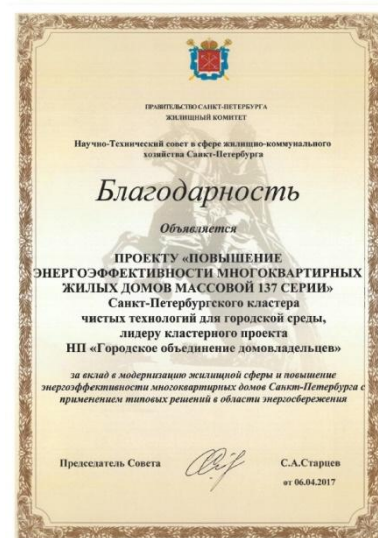 ПРАВИТЕЛЬСТВО САНКТ-ПЕТЕРБУРГА
ЖИЛИЩНЫЙ КОМИТЕТ
Научно-Технический совет в сфере жилищно-коммунального
хозяйства Санкт-Петербурга
Благодарность
Объявляется
ПРОЕКТУ «ПОВЫШЕНИЕ
ЭНЕРГОЭФФЕКТИВНОСТИ МНОГОКВАРТИРНЫХ
ЖИЛЫХ ДОМОВ МАССОВОЙ 137 СЕРИИ»
Санкт-Петербургского кластера
чистых технологий для городской среды,
лидеру кластерного проекта
НП «Городское объединение домовладельцев»
за вклад в модернизацию жилищной сферы и повышение
энергоэффективности многоквартирных домов Санкт-Петербурга с
применением типовых решений в области энергосбережения
Председатель Совета
С.А.Старцев
от 06.04.2017